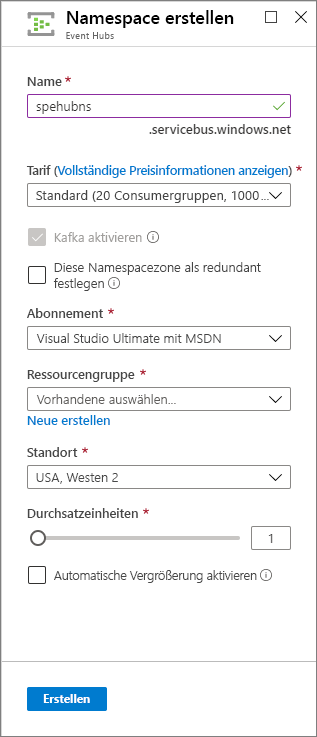 Namespace erstellen
Event Hubs
Name *
spehubns
.servicebus.windows.net
Tarif (Vollständige Preisinformationen anzeigen) *
Standard (20 Consumergruppen, 1000...
Kafka aktivieren
Diese Namespacezone als redundant
festlegen
Abonnement *
Visual Studio Ultimate mit MSDN
Ressourcengruppe *
Vorhandene auswählen...
Neue erstellen
Standort *
USA, Westen 2
Durchsatzeinheiten *
1
Automatische Vergrößerung aktivieren
Erstellen